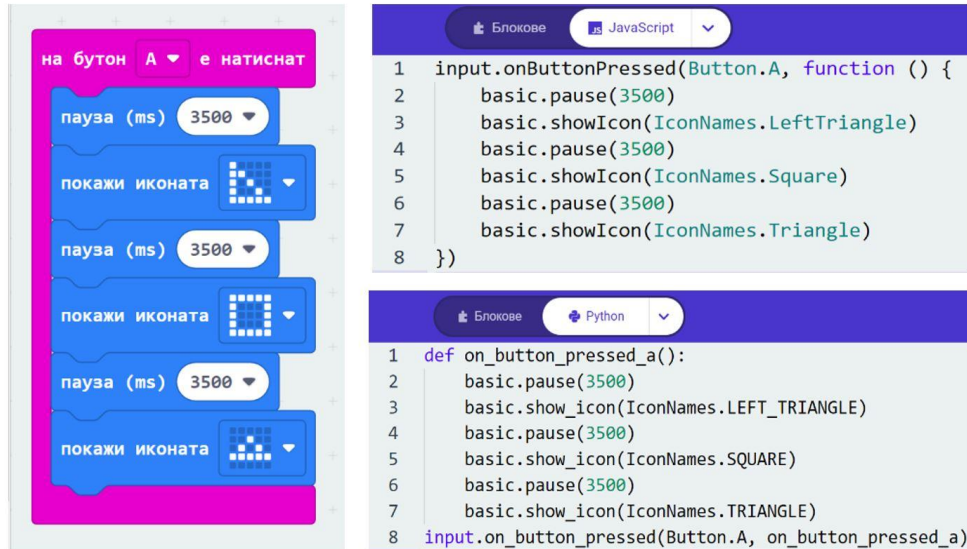 на бутон A е натиснат
пауза (ms) 3500
покажи иконата
пауза (ms) 3500
покажи иконата
пауза (ms) 3500
покажи иконата
Блокове JS JavaScript
1 input.onButtonPressed(Button.A, function () {
2 basic.pause(3500)
3 basic.showIcon(IconNames.LeftTriangle)
4 basic.pause(3500)
5 basic.showIcon(IconNames.Square)
6 basic.pause(3500)
7 basic.showIcon(IconNames.Triangle)
8 })
Блокове Python
1 def on_button_pressed_a():
2 basic.pause(3500)
3 basic.show_icon(IconNames.LEFT_TRIANGLE)
4 basic.pause(3500)
5 basic.show_icon(IconNames.SQUARE)
6 basic.pause(3500)
7 basic.show_icon(IconNames.TRIANGLE)
8 input.on_button_pressed(Button.A, on_button_pressed_a)